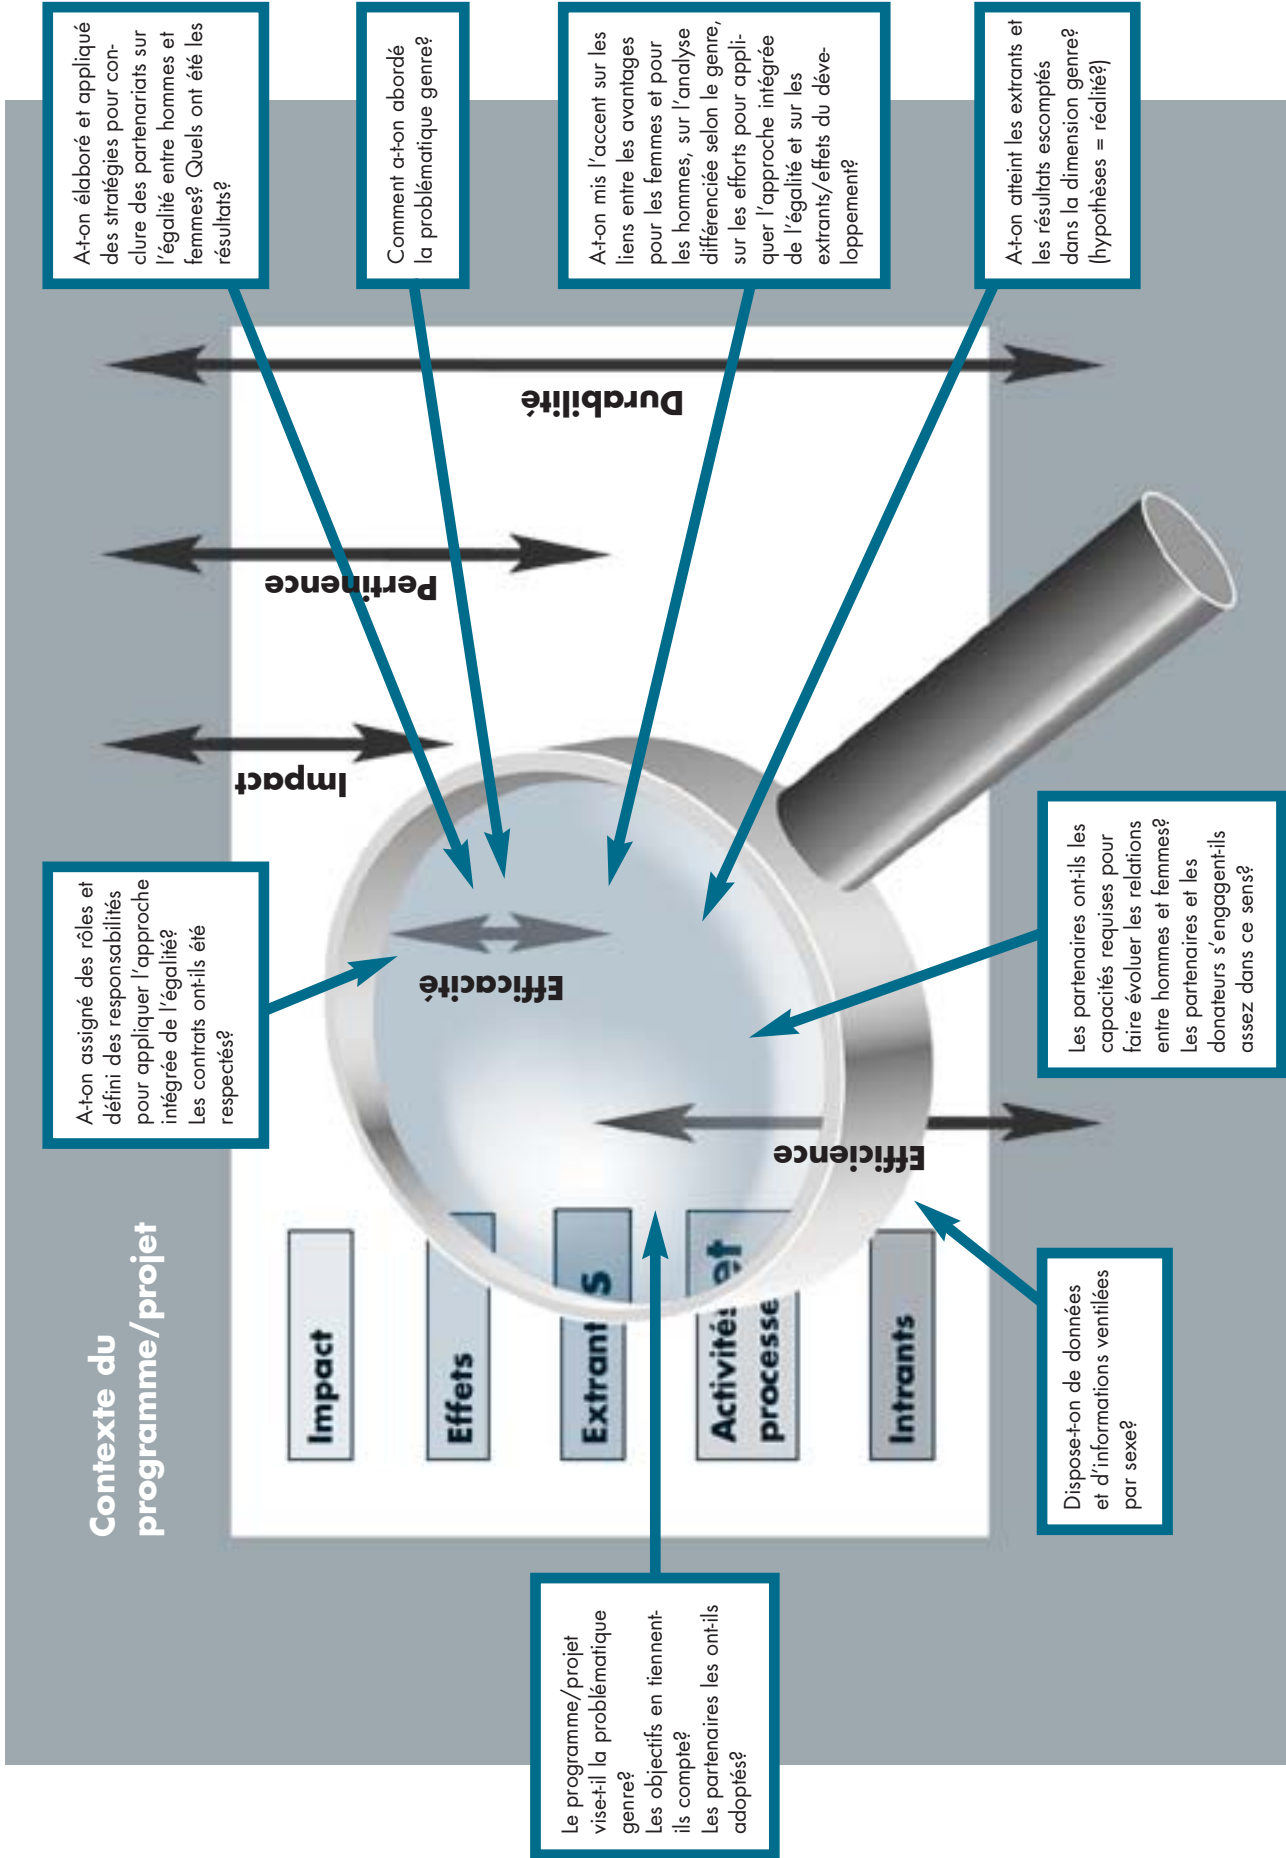 Contexte du
programme/projet
Impact
Effets
Extrants
Activités et
processe
Intrants
Efficience
Efficacité
Impact
Pertinence
Durabilité
Le programme/projet
vise-t-il la problématique
genre?
Les objectifs en tiennent-
ils compte?
Les partenaires les ont-ils
adoptés?
A-t-on assigné des rôles et
défini des responsabilités
pour appliquer l'approche
intégrée de l'égalité?
Les contrats ont-ils été
respectés?
A-t-on élaboré et appliqué
des stratégies pour con-
clure des partenariats sur
l'égalité entre hommes et
femmes? Quels ont été les
résultats?
Comment a-t-on abordé
la problématique genre?
A-t-on mis l'accent sur les
liens entre les avantages
pour les femmes et pour
les hommes, sur l'analyse
différenciée selon le genre,
sur les efforts pour appli-
quer l'approche intégrée
de l'égalité et sur les
extrants/effets du déve-
loppement?
A-t-on atteint les extrants et
les résultats escomptés
dans la dimension genre?
(hypothèses = réalité?)
Les partenaires ont-ils les
capacités requises pour
faire évoluer les relations
entre hommes et femmes?
Les partenaires et les
donateurs s'engagent-ils
assez dans ce sens?
Dispose-t-on de données
et d'informations ventilées
par sexe?